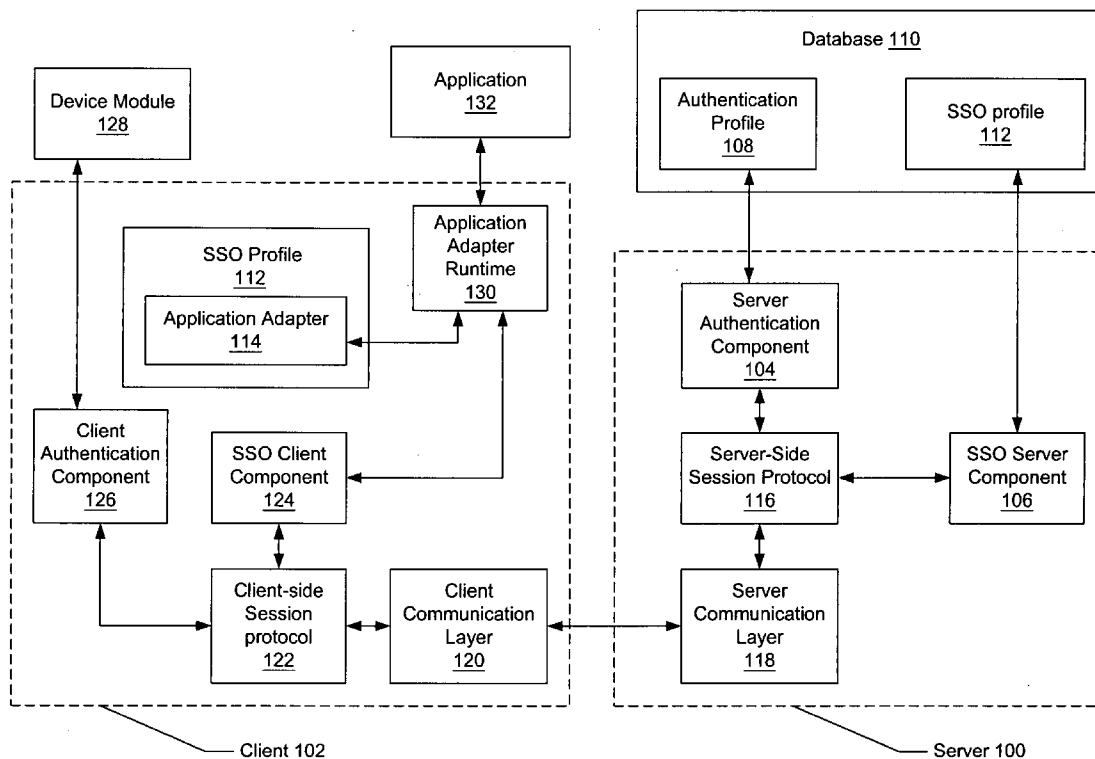 Database 110
Device Module
128
Application
132
Authentication
Profile
108
SSO profile
112
Application
Adapter
Runtime
130
SSO Profile
112
Application Adapter
114
Server
Authentication
Component
104
Client
Authentication
Component
126
SSO Client
Component
124
Server-Side
Session Protocol
116
SSO Server
Component
106
Client-side
Session
protocol
122
Client
Communication
Layer
120
Server
Communication
Layer
118
Client 102
Server 100